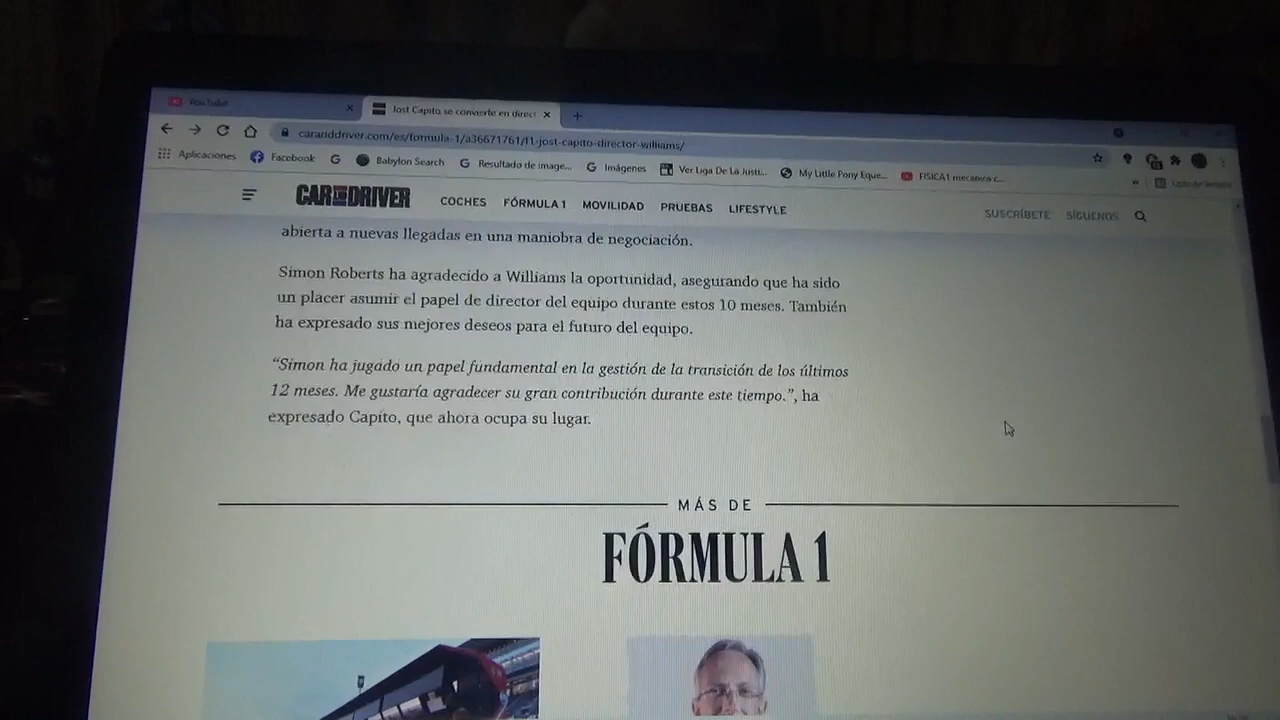 YouTube
Jost Capito se convierte en direct
caranddriver.com/es/formula-1/a36671761/f1-jost-capito-director-williams/
Aplicaciones Facebook Babylon Search Resultado de image... Imágenes Ver Liga De La Justi... My Little Pony Eque... FISICA1 mecanica c...
CAR AND DRIVER COCHES FÓRMULA 1 MOVILIDAD PRUEBAS LIFESTYLE SUSCRÍBETE SÍGUENOS
abierta a nuevas llegadas en una maniobra de negociación.
Simon Roberts ha agradecido a Williams la oportunidad, asegurando que ha sido
un placer asumir el papel de director del equipo durante estos 10 meses. También
ha expresado sus mejores deseos para el futuro del equipo.
“Simon ha jugado un papel fundamental en la gestión de la transición de los últimos
12 meses. Me gustaría agradecer su gran contribución durante este tiempo.”, ha
expresado Capito, que ahora ocupa su lugar.
MÁS DE
FÓRMULA 1